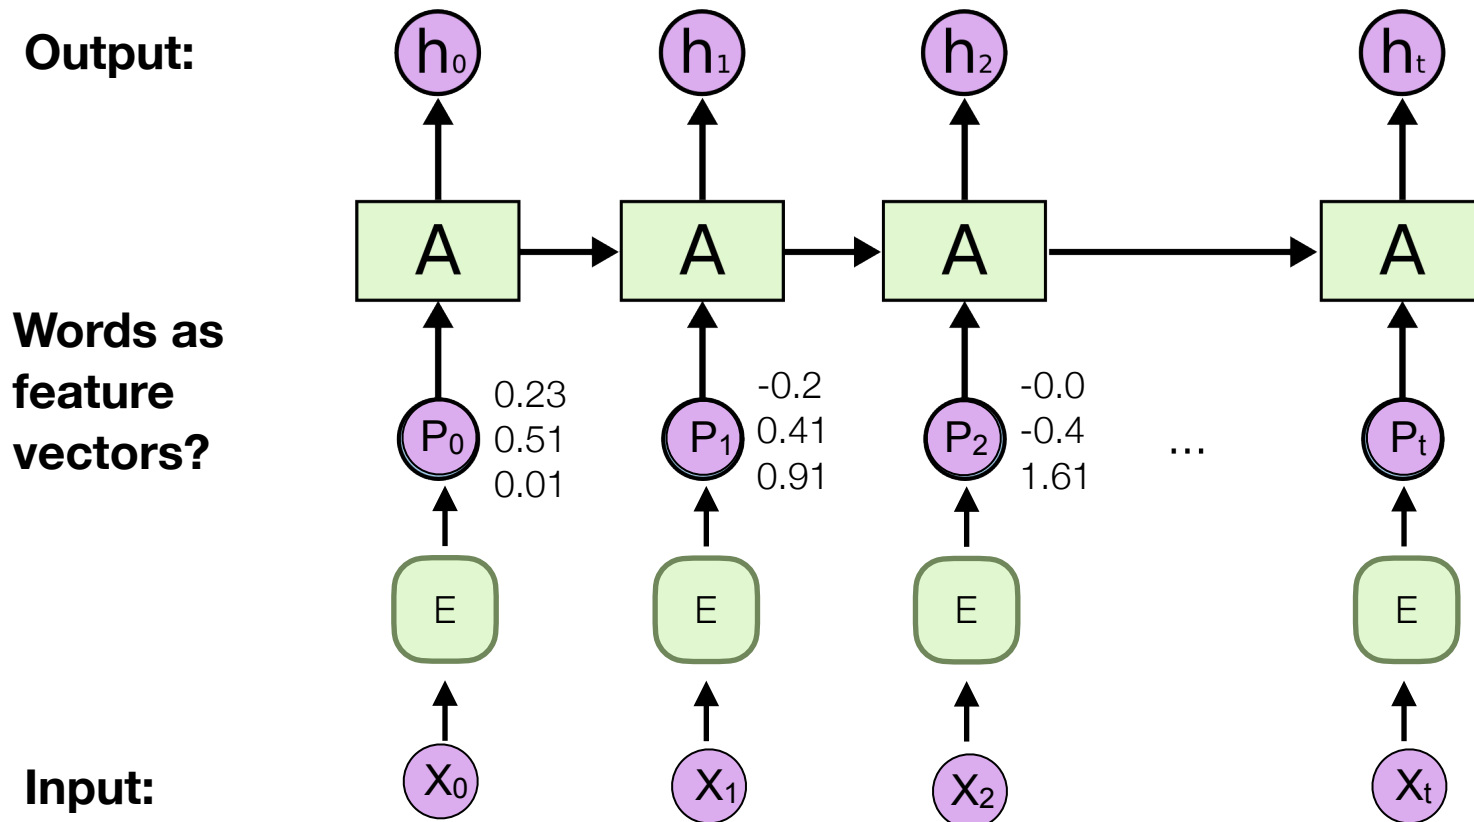 Output:
h₀ h₁ h₂ hₜ
A A A A
Words as
feature
vectors?
P₀ 0.23 0.51 0.01
P₁ -0.2 0.41 0.91
P₂ -0.0 -0.4 1.61
...
Pₜ
E E E E
Input:
X₀ X₁ X₂ Xₜ